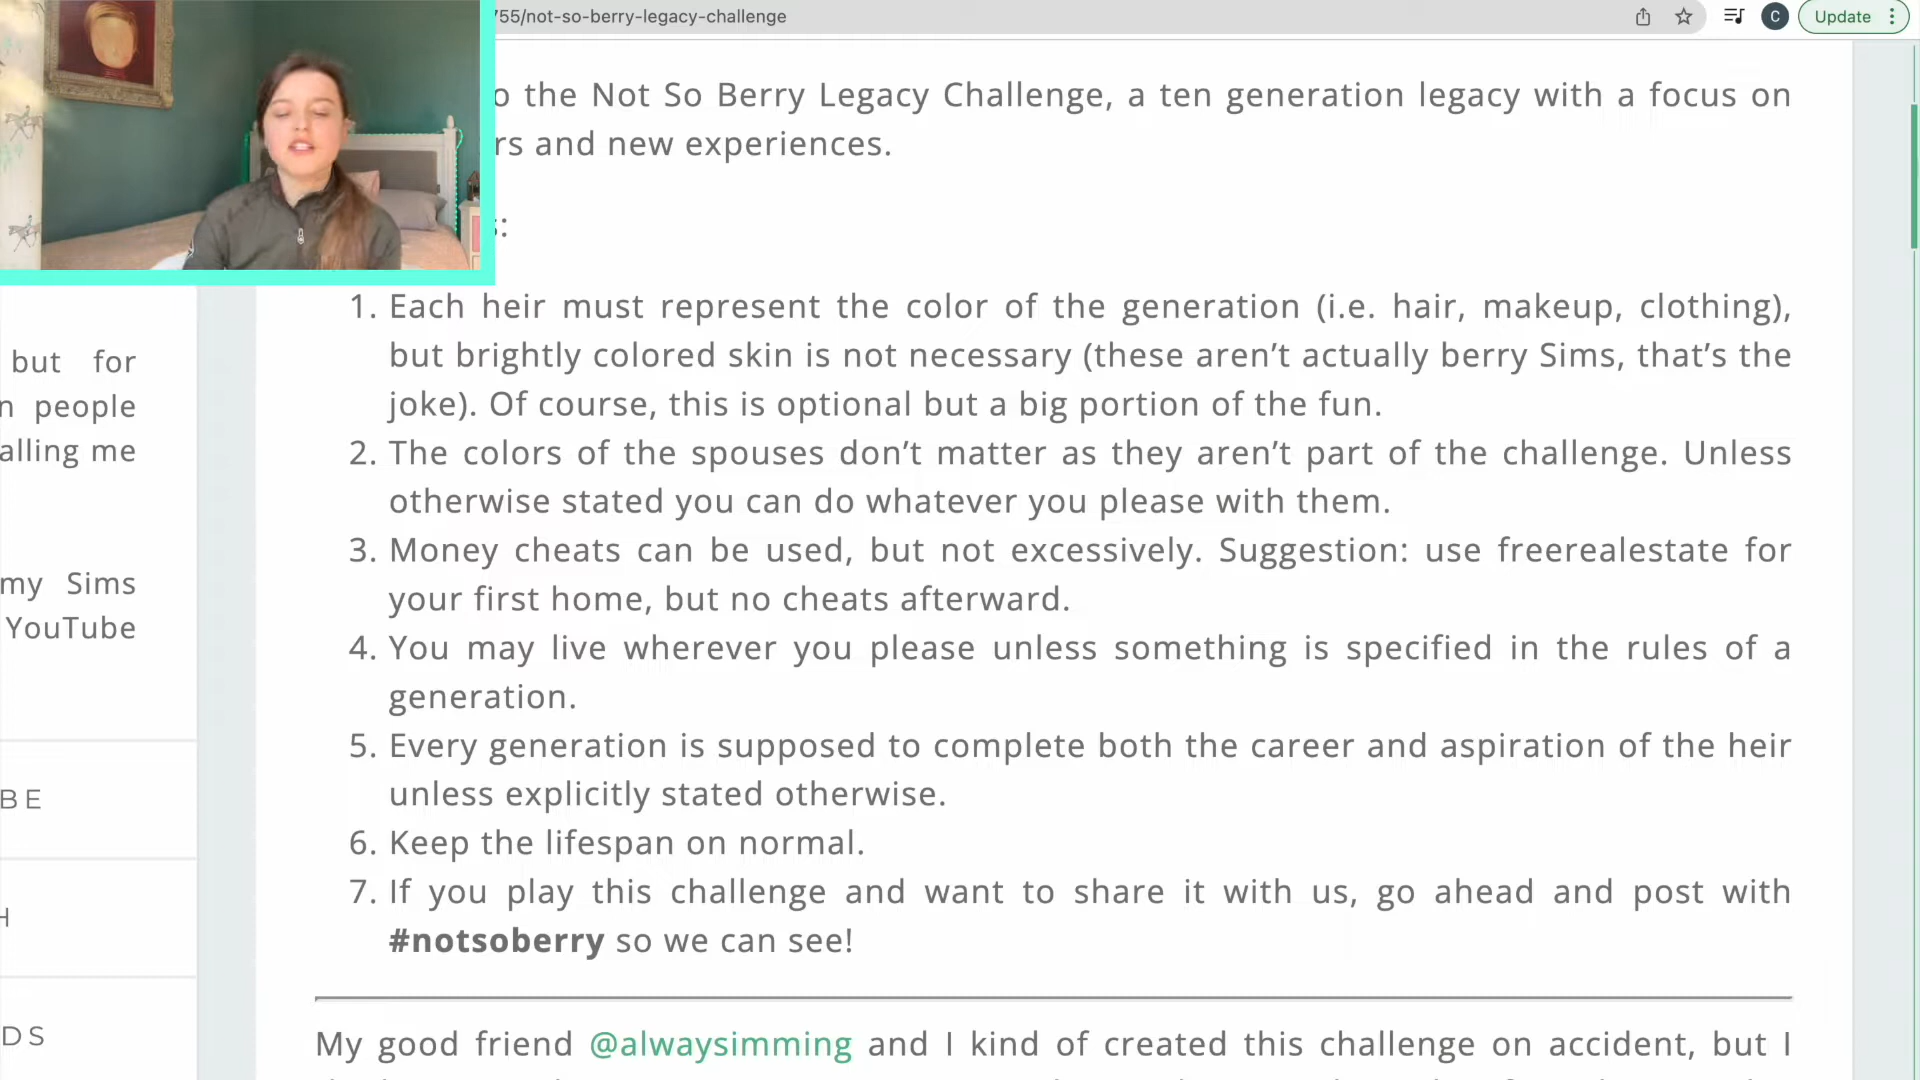 755/not-so-berry-legacy-challenge
C
Update
the Not So Berry Legacy Challenge, a ten generation legacy with a focus on
rs and new experiences.
s:
1. Each heir must represent the color of the generation (i.e. hair, makeup, clothing),
but brightly colored skin is not necessary (these aren’t actually berry Sims, that’s the
joke). Of course, this is optional but a big portion of the fun.
2. The colors of the spouses don’t matter as they aren’t part of the challenge. Unless
otherwise stated you can do whatever you please with them.
3. Money cheats can be used, but not excessively. Suggestion: use freerealestate for
your first home, but no cheats afterward.
4. You may live wherever you please unless something is specified in the rules of a
generation.
5. Every generation is supposed to complete both the career and aspiration of the heir
unless explicitly stated otherwise.
6. Keep the lifespan on normal.
7. If you play this challenge and want to share it with us, go ahead and post with
#notsoberry so we can see!
My good friend @alwaysimming and I kind of created this challenge on accident, but I
but for
n people
alling me
my Sims
YouTube
BE
H
DS